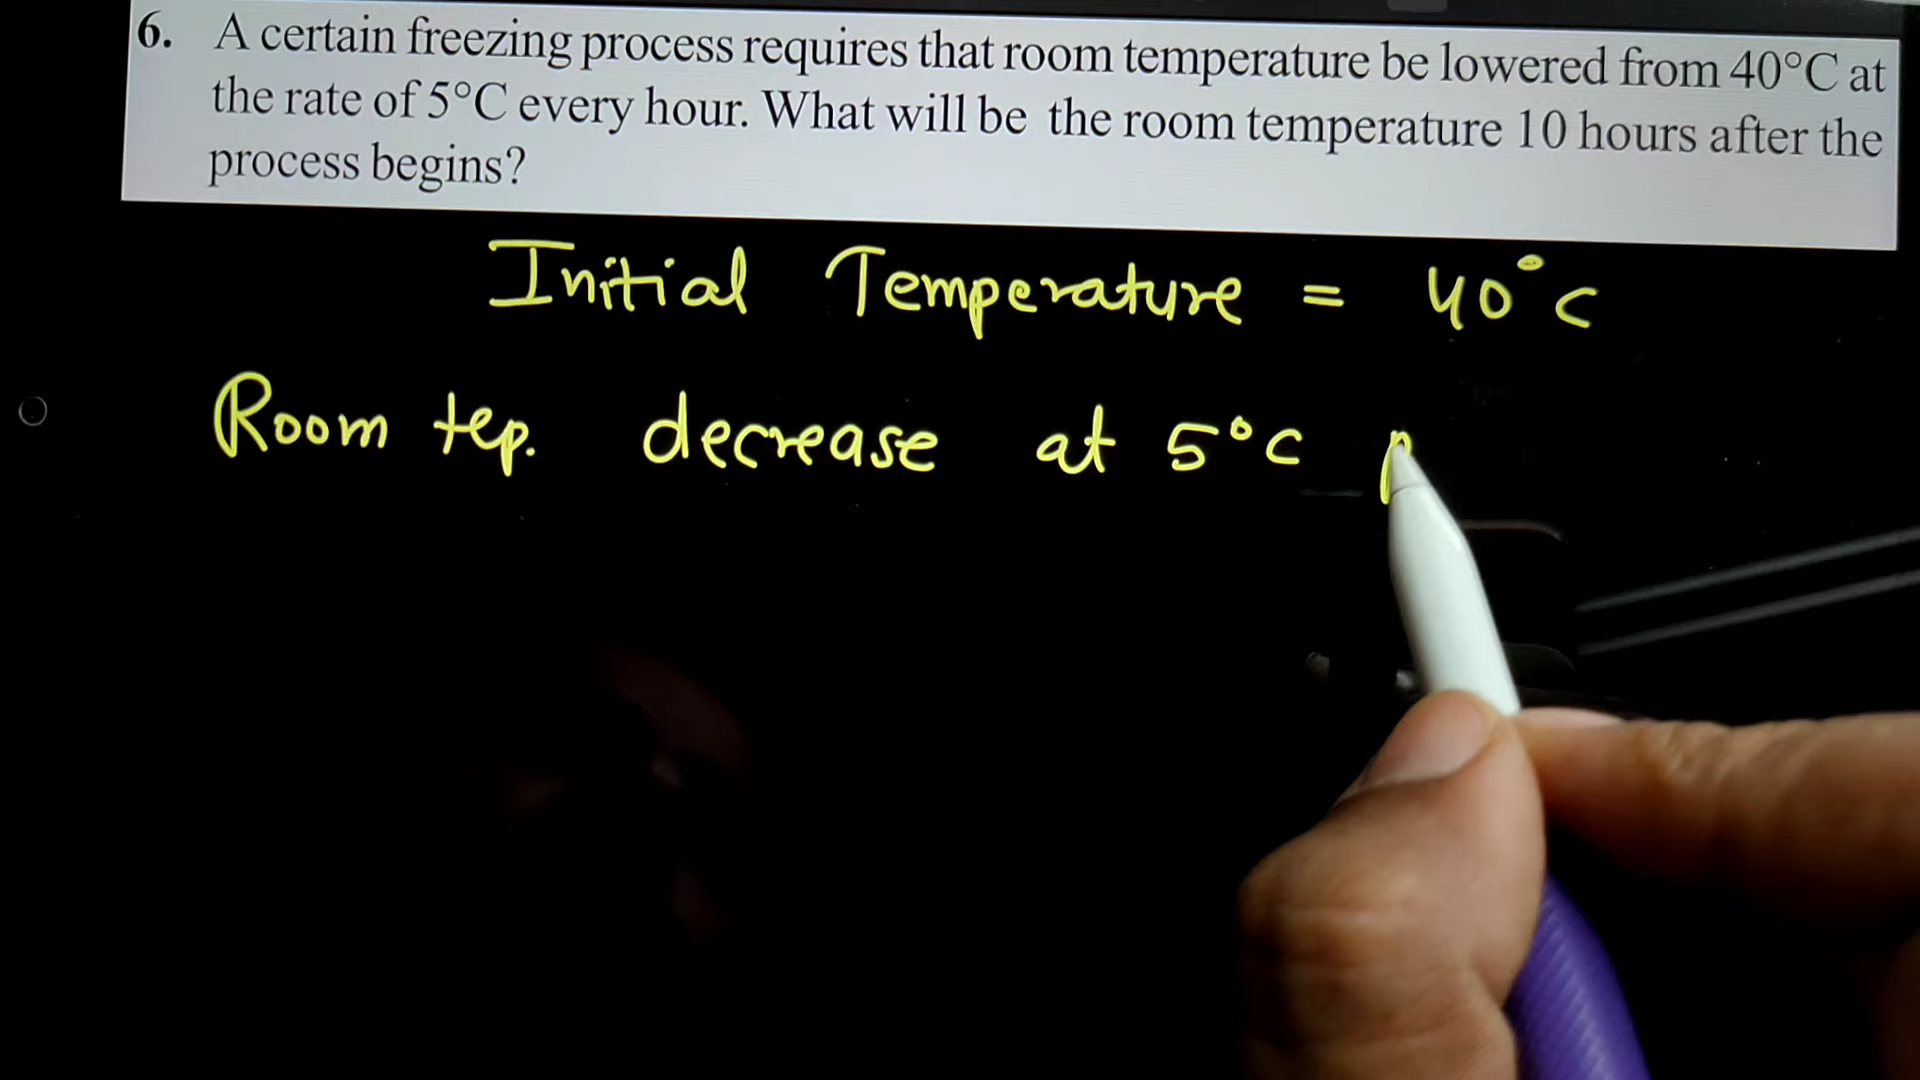 6. A certain freezing process requires that room temperature be lowered from 40°C at
the rate of 5°C every hour. What will be the room temperature 10 hours after the
process begins?
Initial Temperature = 40°C
Room tep. decrease at 5°C